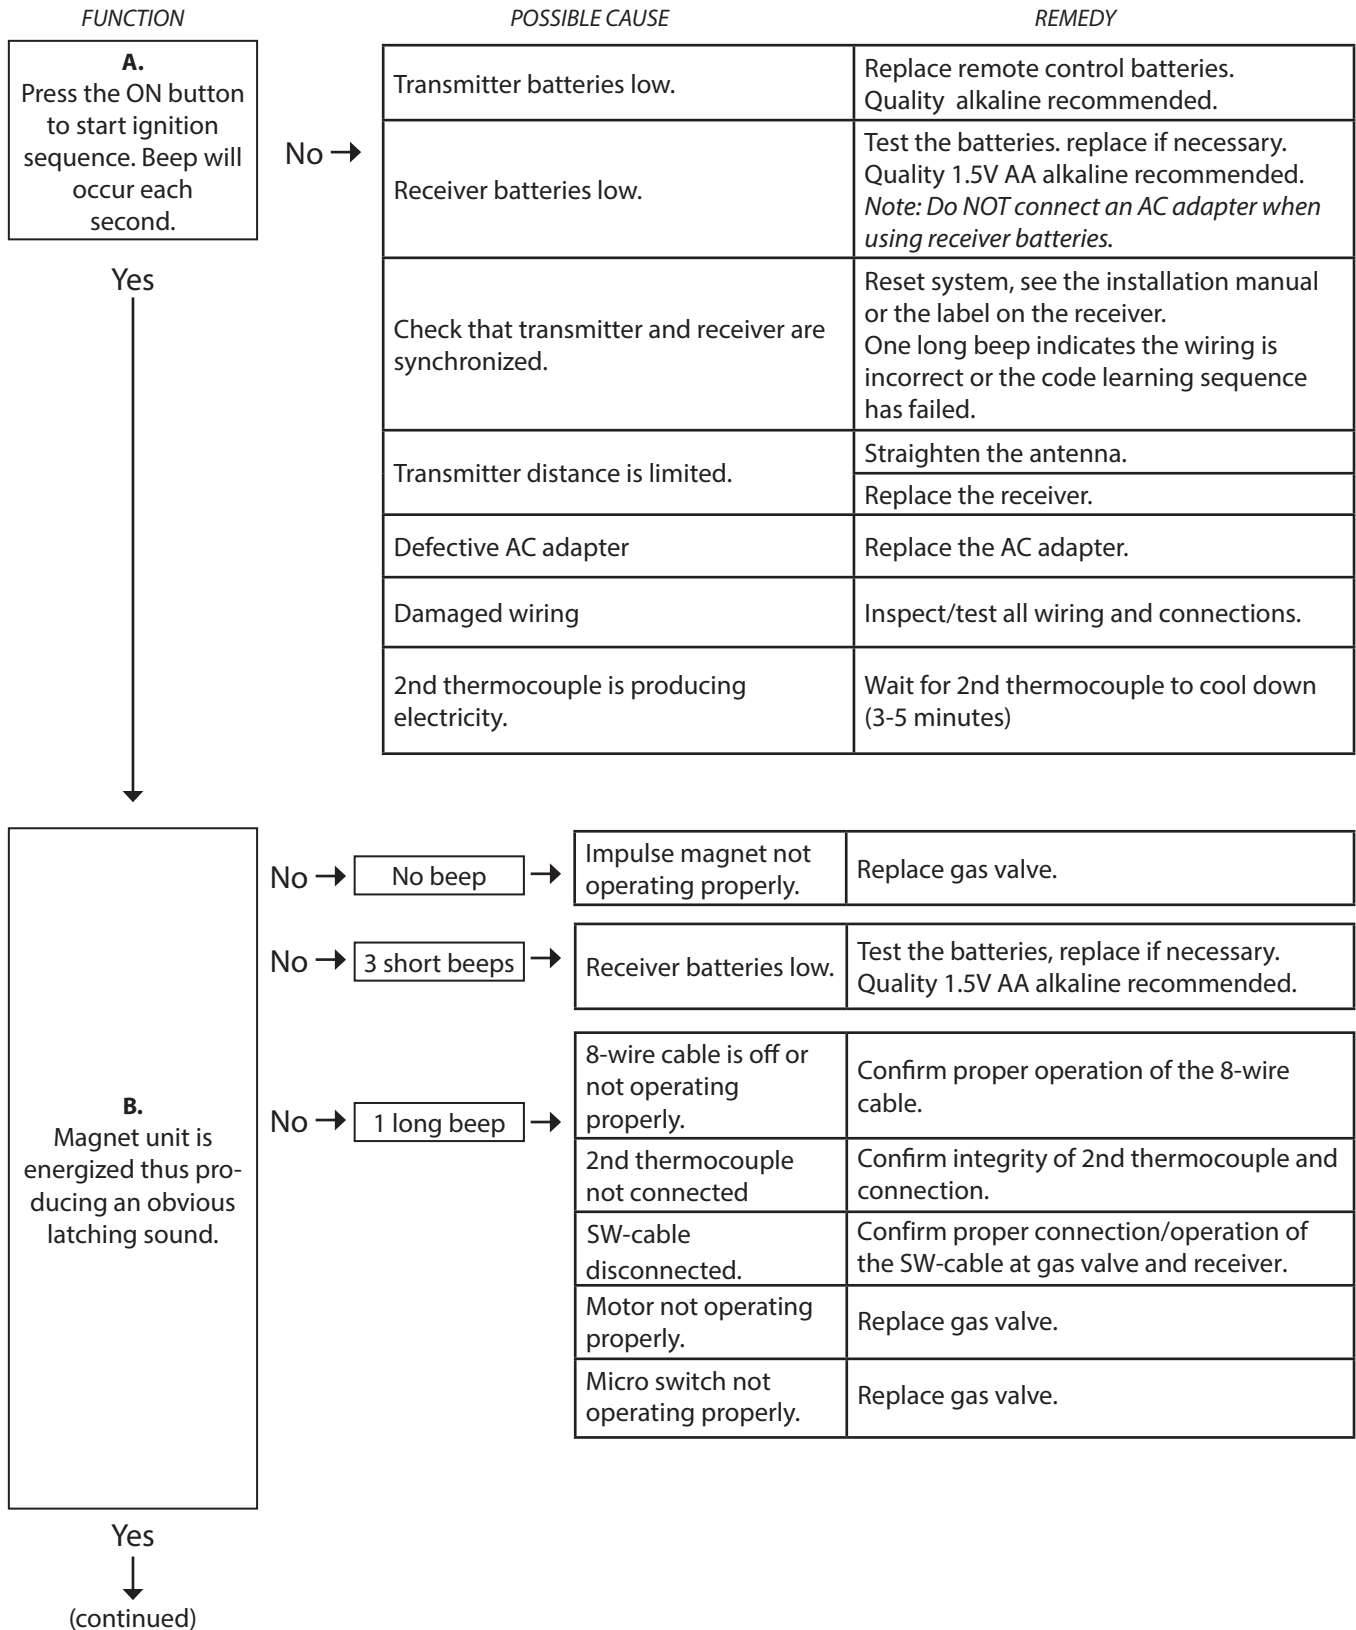 FUNCTION
POSSIBLE CAUSE
REMEDY
A.
Press the ON button
to start ignition
sequence. Beep will
occur each
second.
No
Transmitter batteries low.
Replace remote control batteries.
Quality alkaline recommended.
Receiver batteries low.
Test the batteries. replace if necessary.
Quality 1.5V AA alkaline recommended.
Note: Do NOT connect an AC adapter when
using receiver batteries.
Check that transmitter and receiver are
synchronized.
Reset system, see the installation manual
or the label on the receiver.
One long beep indicates the wiring is
incorrect or the code learning sequence
has failed.
Transmitter distance is limited.
Straighten the antenna.
Replace the receiver.
Defective AC adapter
Replace the AC adapter.
Damaged wiring
Inspect/test all wiring and connections.
2nd thermocouple is producing
electricity.
Wait for 2nd thermocouple to cool down
(3-5 minutes)
Yes
B.
Magnet unit is
energized thus pro-
ducing an obvious
latching sound.
No
No beep
Impulse magnet not
operating properly.
Replace gas valve.
No
3 short beeps
Receiver batteries low.
Test the batteries, replace if necessary.
Quality 1.5V AA alkaline recommended.
No
1 long beep
8-wire cable is off or
not operating
properly.
Confirm proper operation of the 8-wire
cable.
2nd thermocouple
not connected
Confirm integrity of 2nd thermocouple and
connection.
SW-cable
disconnected.
Confirm proper connection/operation of
the SW-cable at gas valve and receiver.
Motor not operating
properly.
Replace gas valve.
Micro switch not
operating properly.
Replace gas valve.
Yes
(continued)